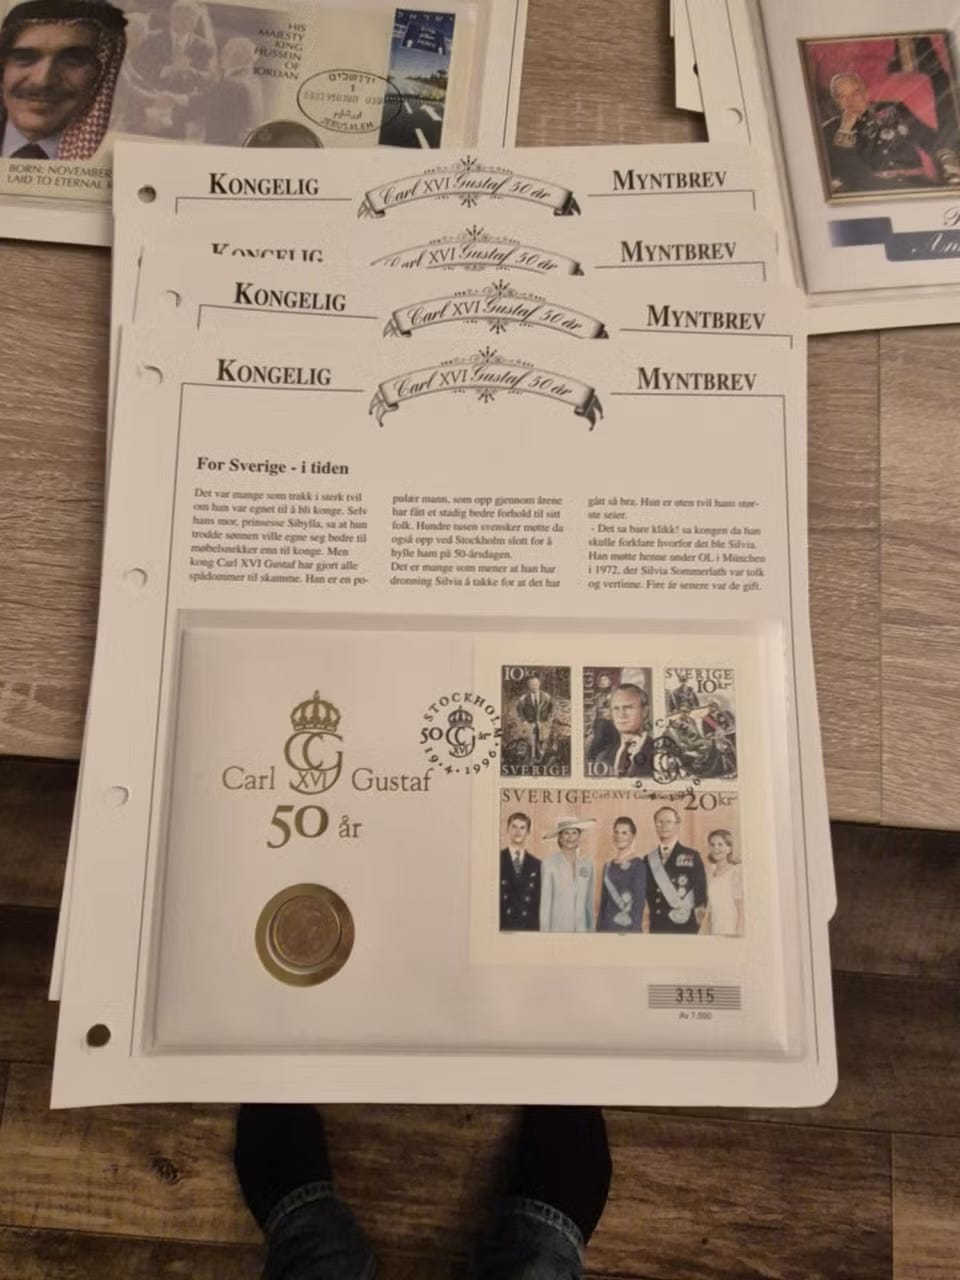 HIS
MAJESTY
KING
HUSSEIN
OF
JORDAN
ישראל
ירושלים
JERUSALEM
BORN: NOVEMBER
LAID TO ETERNAL
KONGELIG
Carl XVI Gustaf 50 år
MYNTBREV
KONGELIG
Carl XVI Gustaf 50 år
MYNTBREV
KONGELIG
Carl XVI Gustaf 50 år
MYNTBREV
KONGELIG
Carl XVI Gustaf 50 år
MYNTBREV
For Sverige - i tiden
Det var mange som trakk i sterk tvil
om han var egnet til å bli konge. Selv
hans mor, prinsesse Sibylla, sa at hun
trodde sønnen ville egne seg bedre til
møbelsnekker enn til konge. Men
kong Carl XVI Gustaf har gjort alle
spådommer til skamme. Han er en po-
pulær mann, som opp gjennom årene
har fått et stadig bedre forhold til sitt
folk. Hundre tusen svensker møtte da
også opp ved Stockholm slott for å
hylle ham på 50-årsdagen.
Det er mange som mener at han har
dronning Silvia å takke for at det har
gått så bra. Hun er uten tvil hans stør-
ste seier.
- Det sa bare klikk! sa kongen da han
skulle forklare hvorfor det ble Silvia.
Han møtte henne under OL i München
i 1972, der Silvia Sommerlath var tolk
og vertinne. Fire år senere var de gift.
Carl XVI Gustaf
50 år
STOCKHOLM
50 år
XVI
10kr
SVERIGE
10
SVERIGE
10kr
SVERIGE
20kr
3315
Av 7.500